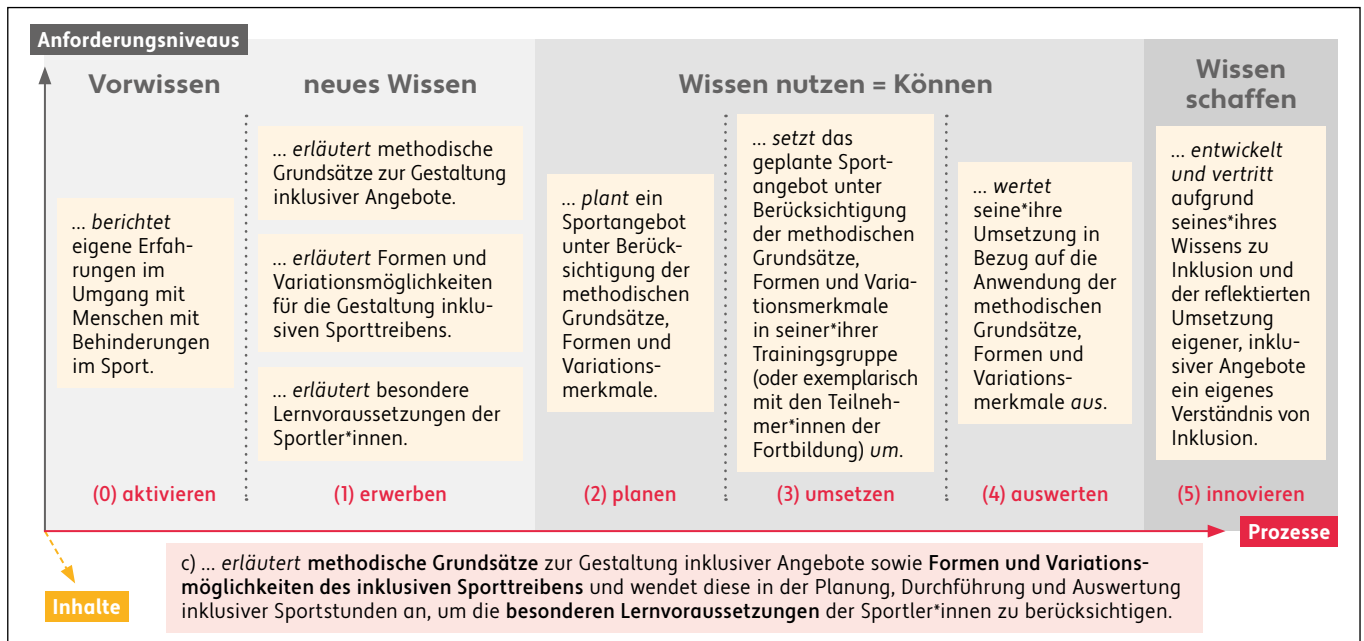 Anforderungsniveaus
Vorwissen
neues Wissen
Wissen nutzen = Können
Wissen
schaffen
... berichtet
eigene Erfah-
rungen im
Umgang mit
Menschen mit
Behinderungen
im Sport.
... erläutert methodische
Grundsätze zur Gestaltung
inklusiver Angebote.
... erläutert Formen und
Variationsmöglichkeiten
für die Gestaltung inklu-
siven Sporttreibens.
... erläutert besondere
Lernvoraussetzungen der
Sportler*innen.
... plant ein
Sportangebot
unter Berück-
sichtigung der
methodischen
Grundsätze,
Formen und
Variations-
merkmale.
... setzt das
geplante Sport-
angebot unter
Berücksichtigung
der methodischen
Grundsätze,
Formen und Varia-
tionsmerkmale
in seiner*ihrer
Trainingsgruppe
(oder exemplarisch
mit den Teilneh-
mer*innen der
Fortbildung) um.
... wertet
seine*ihre
Umsetzung in
Bezug auf die
Anwendung der
methodischen
Grundsätze,
Formen und
Variations-
merkmale aus.
... entwickelt
und vertritt
aufgrund
seines*ihres
Wissens zu
Inklusion und
der reflektierten
Umsetzung
eigener, inklu-
siver Angebote
ein eigenes
Verständnis von
Inklusion.
(0) aktivieren
(1) erwerben
(2) planen
(3) umsetzen
(4) auswerten
(5) innovieren
Prozesse
Inhalte
c) ... erläutert methodische Grundsätze zur Gestaltung inklusiver Angebote sowie Formen und Variations-
möglichkeiten des inklusiven Sporttreibens und wendet diese in der Planung, Durchführung und Auswertung
inklusiver Sportstunden an, um die besonderen Lernvoraussetzungen der Sportler*innen zu berücksichtigen.